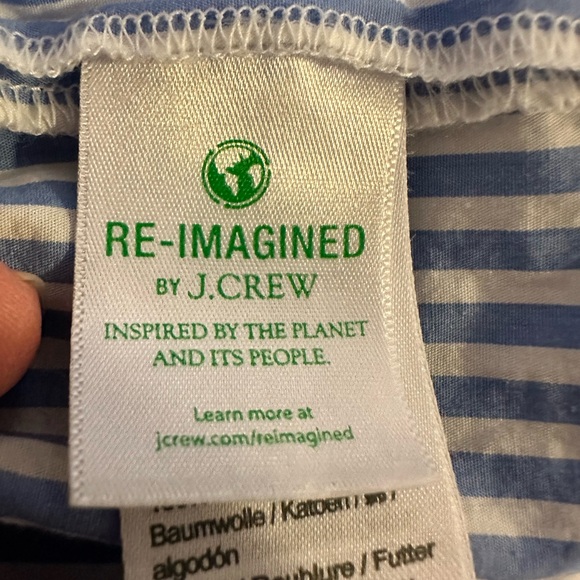 RE-IMAGINED
BY J.CREW
INSPIRED BY THE PLANET
AND ITS PEOPLE.
Learn more at
jcrew.com/reimagined
Baumwolle / Katoen /
algodón
Doublure / Futter